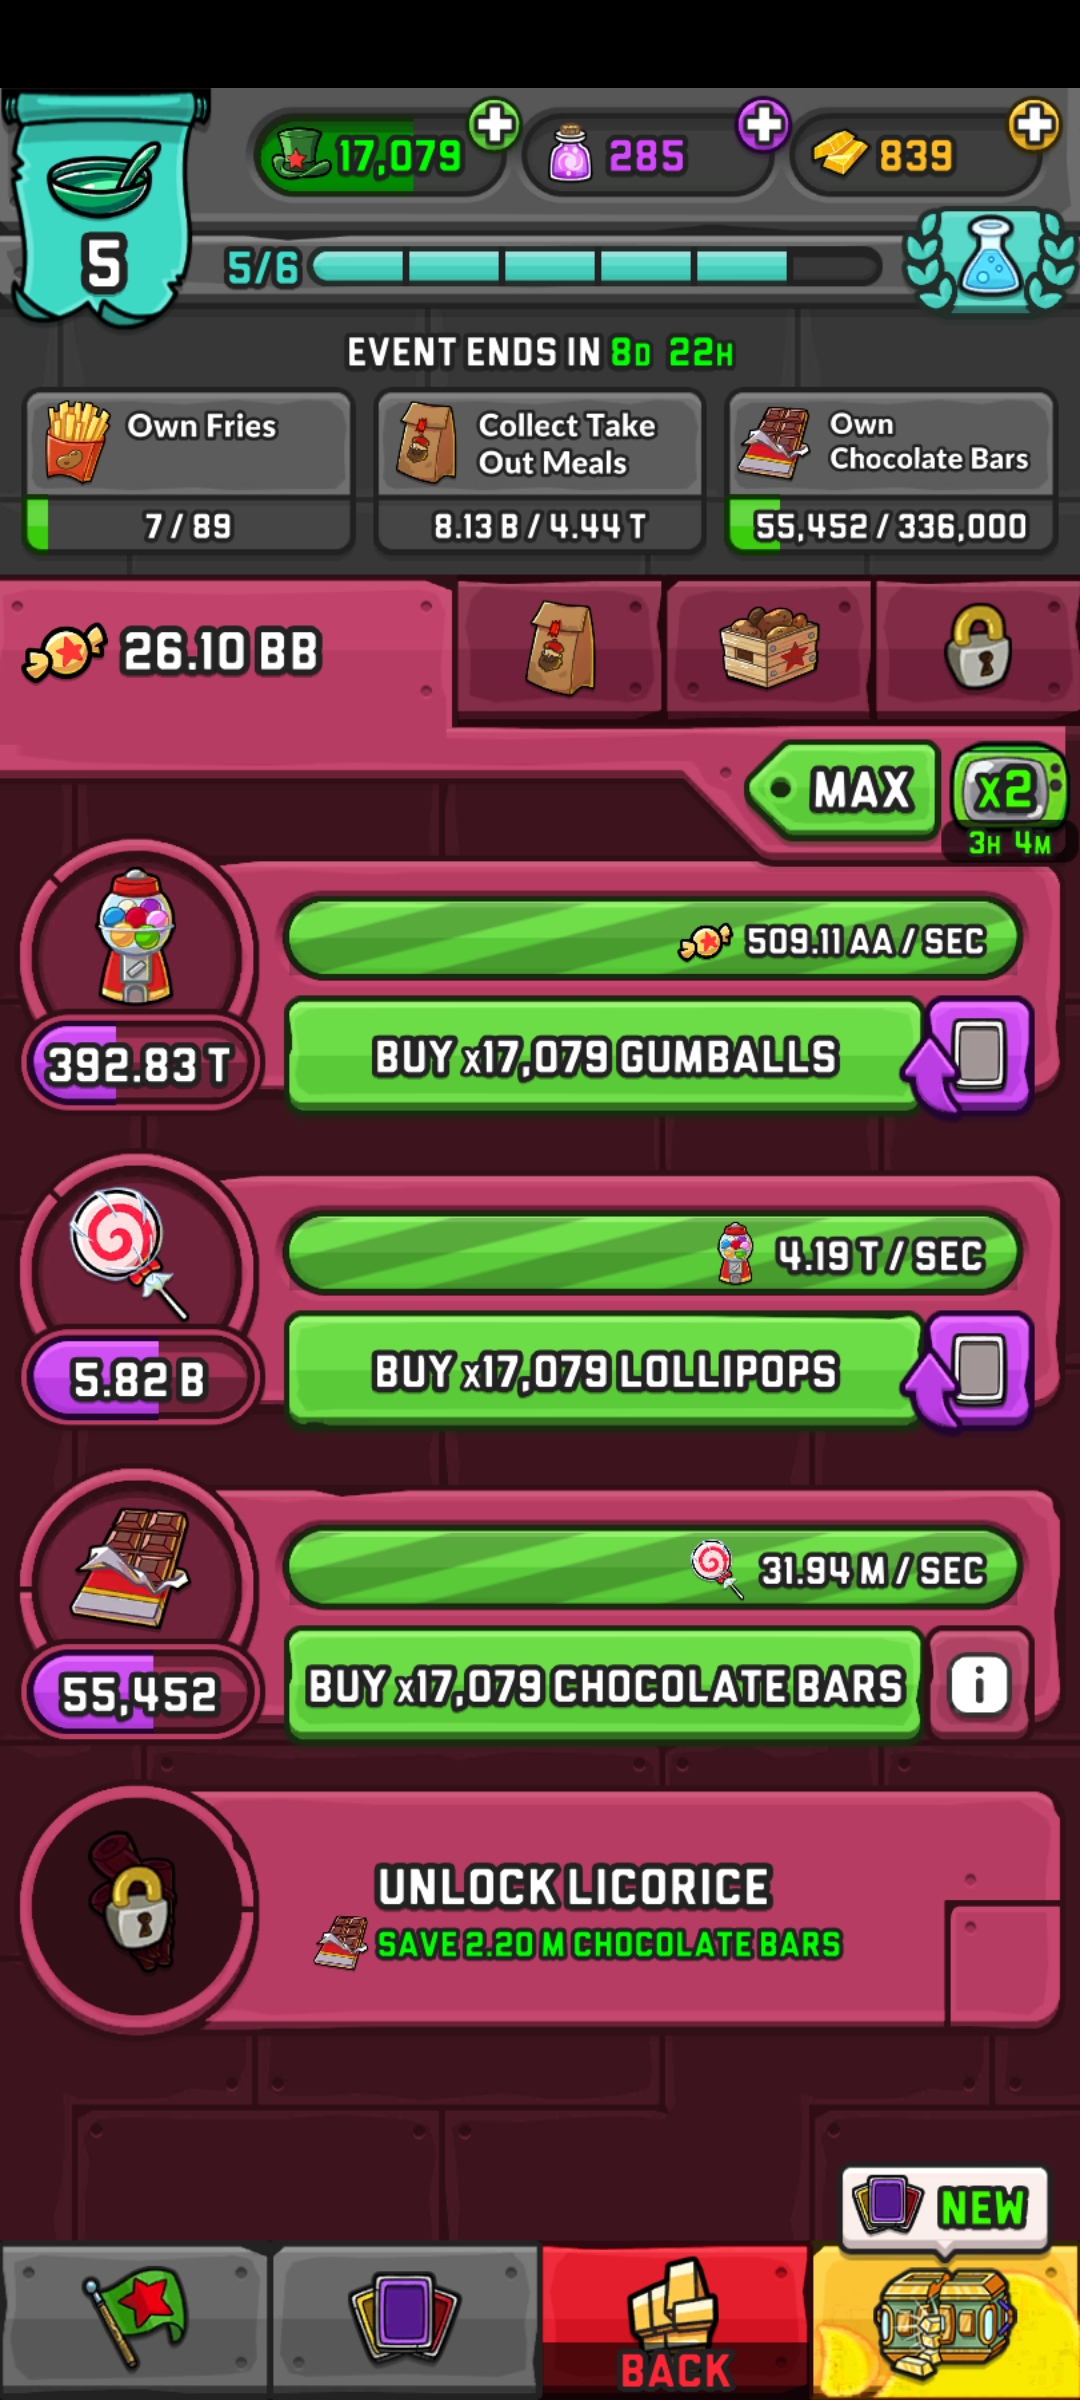 17,079
285
839
5
5/6
EVENT ENDS IN 8D 22H
Own Fries
7 / 89
Collect Take
Out Meals
8.13 B / 4.44 T
Own
Chocolate Bars
55,452 / 336,000
26.10 BB
MAX
x2
3H 4M
509.11 AA / SEC
392.83 T
BUY x17,079 GUMBALLS
4.19 T / SEC
5.82 B
BUY x17,079 LOLLIPOPS
31.94 M / SEC
55,452
BUY x17,079 CHOCOLATE BARS
i
UNLOCK LICORICE
SAVE 2.20 M CHOCOLATE BARS
NEW
BACK